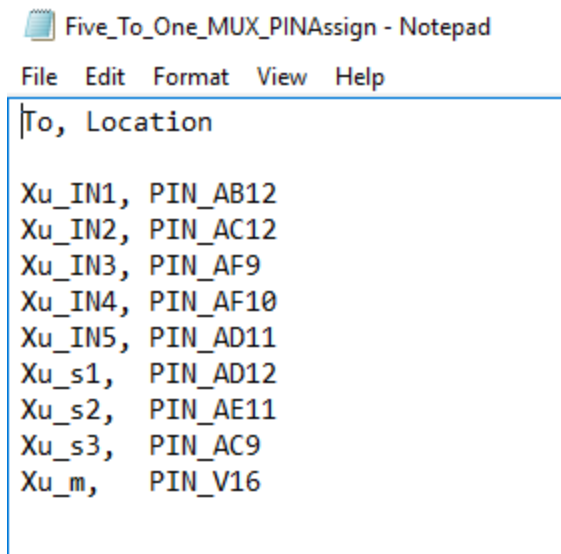 Five_To_One_MUX_PINAssign - Notepad
File Edit Format View Help
To, Location
Xu_IN1, PIN_AB12
Xu_IN2, PIN_AC12
Xu_IN3, PIN_AF9
Xu_IN4, PIN_AF10
Xu_IN5, PIN_AD11
Xu_s1, PIN_AD12
Xu_s2, PIN_AE11
Xu_s3, PIN_AC9
Xu_m, PIN_V16